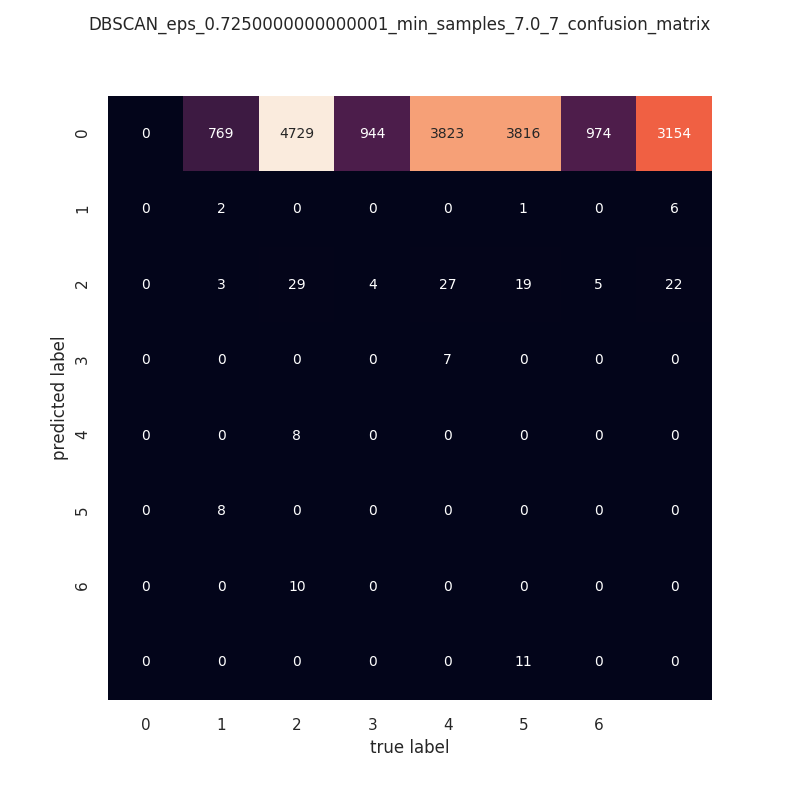 DBSCAN_eps_0.7250000000000001_min_samples_7.0_7_confusion_matrix
0 0 769 4729 944 3823 3816 974 3154
1 0 2 0 0 0 1 0 6
2 0 3 29 4 27 19 5 22
3 0 0 0 0 7 0 0 0
4 0 0 8 0 0 0 0 0
5 0 8 0 0 0 0 0 0
6 0 0 10 0 0 0 0 0
0 0 0 0 0 11 0 0
0 1 2 3 4 5 6
predicted label
true label